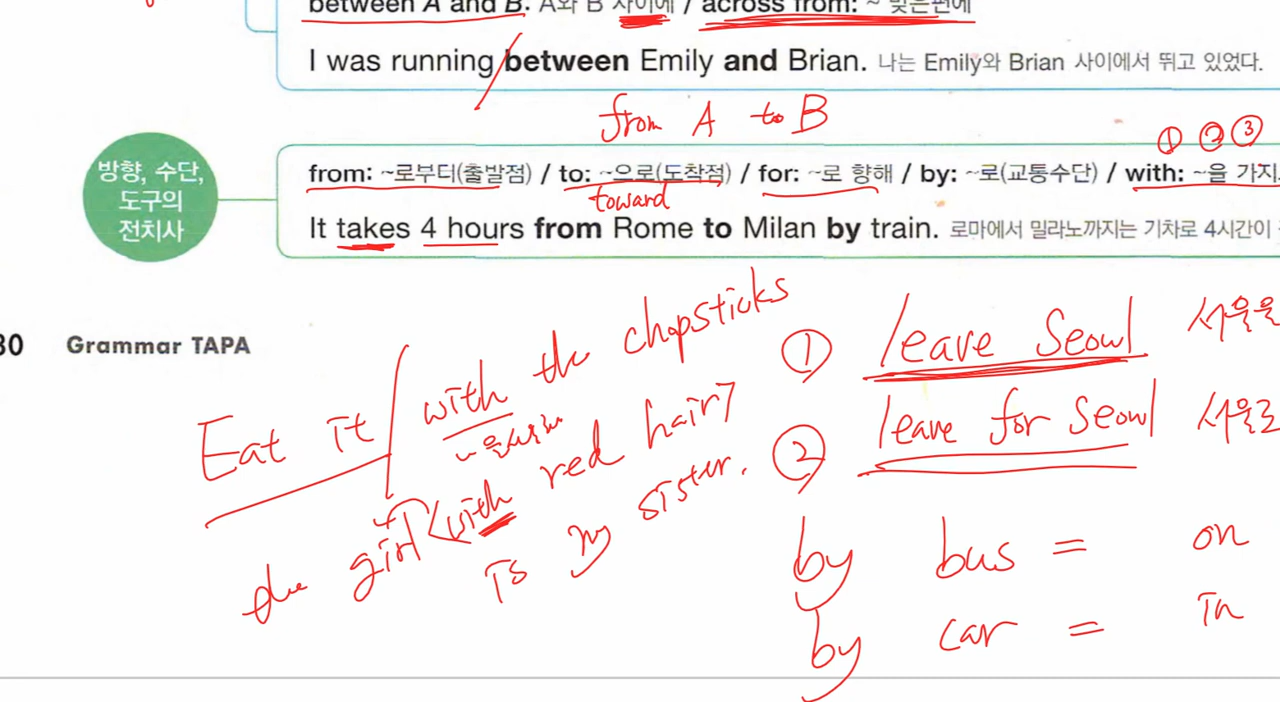 between A and B: A와 B 사이에 / across from: ~ 맞은편에
I was running between Emily and Brian. 나는 Emily와 Brian 사이에서 뛰고 있었다.
from A to B
① ② ③
방향, 수단,
도구의
전치사
from: ~로부터(출발점) / to: ~으로(도착점) / for: ~로 향해 / by: ~로(교통수단) / with: ~을 가지
toward
It takes 4 hours from Rome to Milan by train. 로마에서 밀라노까지는 기차로 4시간이
30 Grammar TAPA
Eat it with the chopsticks
the girl with red hair
is my sister.
① leave Seoul 서울을
② leave for Seoul 서울로
by bus = on
by car = in